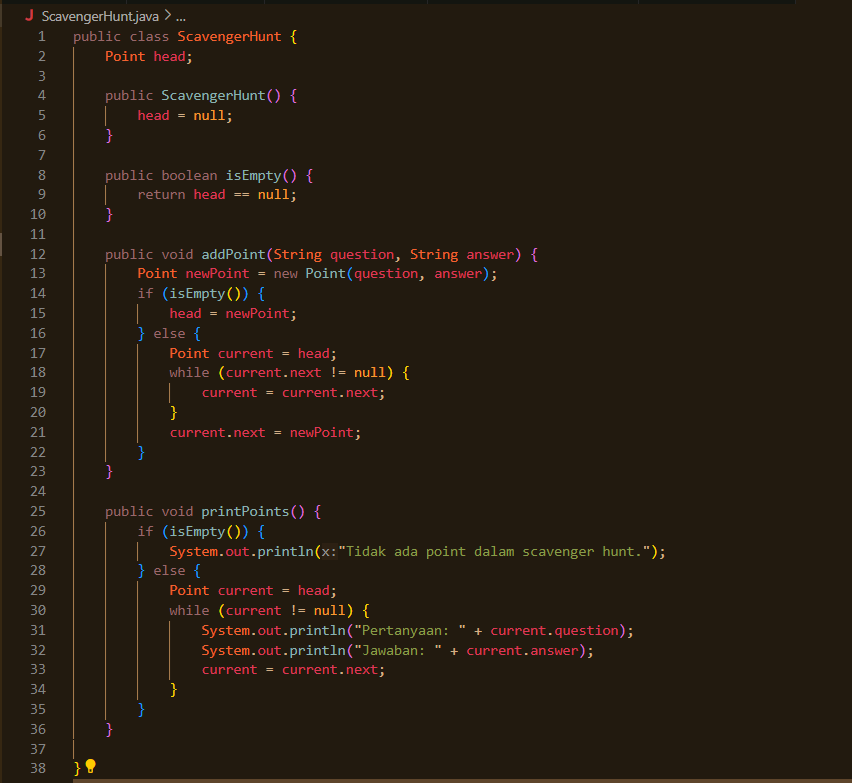 J ScavengerHunt.java > ...
1 public class ScavengerHunt {
2     Point head;
3
4     public ScavengerHunt() {
5         head = null;
6     }
7
8     public boolean isEmpty() {
9         return head == null;
10     }
11
12     public void addPoint(String question, String answer) {
13         Point newPoint = new Point(question, answer);
14         if (isEmpty()) {
15             head = newPoint;
16         } else {
17             Point current = head;
18             while (current.next != null) {
19                 current = current.next;
20             }
21             current.next = newPoint;
22         }
23     }
24
25     public void printPoints() {
26         if (isEmpty()) {
27             System.out.println(x:"Tidak ada point dalam scavenger hunt.");
28         } else {
29             Point current = head;
30             while (current != null) {
31                 System.out.println("Pertanyaan: " + current.question);
32                 System.out.println("Jawaban: " + current.answer);
33                 current = current.next;
34             }
35         }
36     }
37
38 }